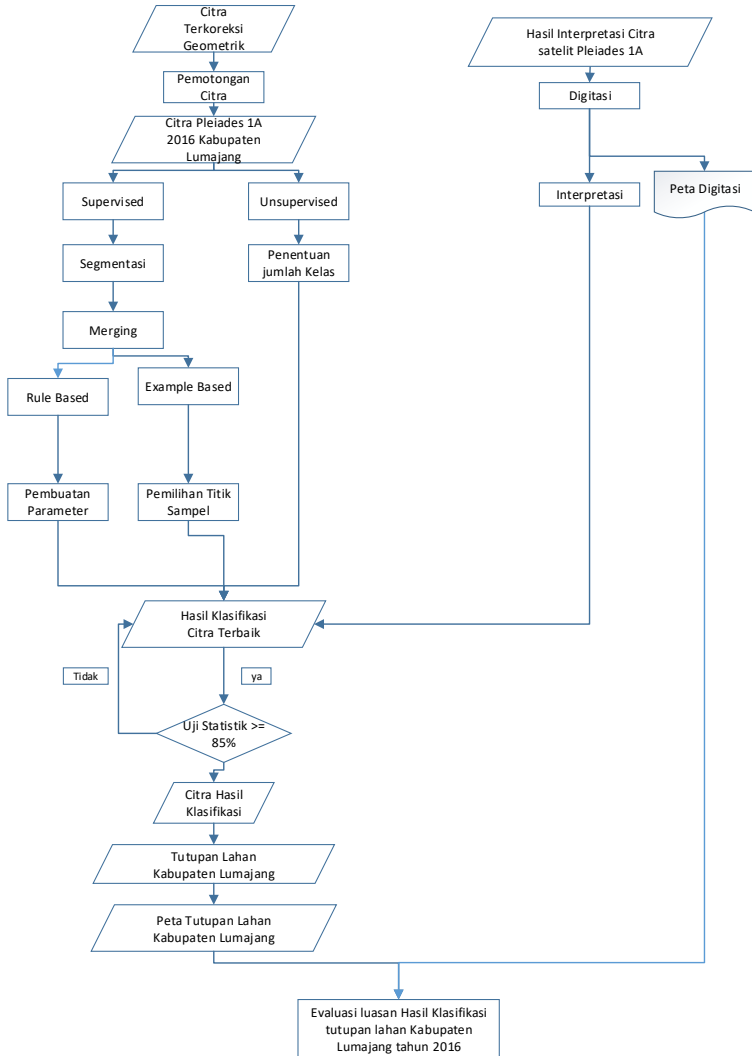 Citra
Terkoreksi
Geometrik
Pemotongan
Citra
Citra Pleiades 1A
2016 Kabupaten
Lumajang
Supervised
Unsupervised
Segmentasi
Penentuan
jumlah Kelas
Merging
Rule Based
Example Based
Pembuatan
Parameter
Pemilihan Titik
Sampel
Hasil Interpretasi Citra
satelit Pleiades 1A
Digitasi
Interpretasi
Peta Digitasi
Hasil Klasifikasi
Citra Terbaik
Tidak
ya
Uji Statistik >=
85%
Citra Hasil
Klasifikasi
Tutupan Lahan
Kabupaten Lumajang
Peta Tutupan Lahan
Kabupaten Lumajang
Evaluasi luasan Hasil Klasifikasi
tutupan lahan Kabupaten
Lumajang tahun 2016